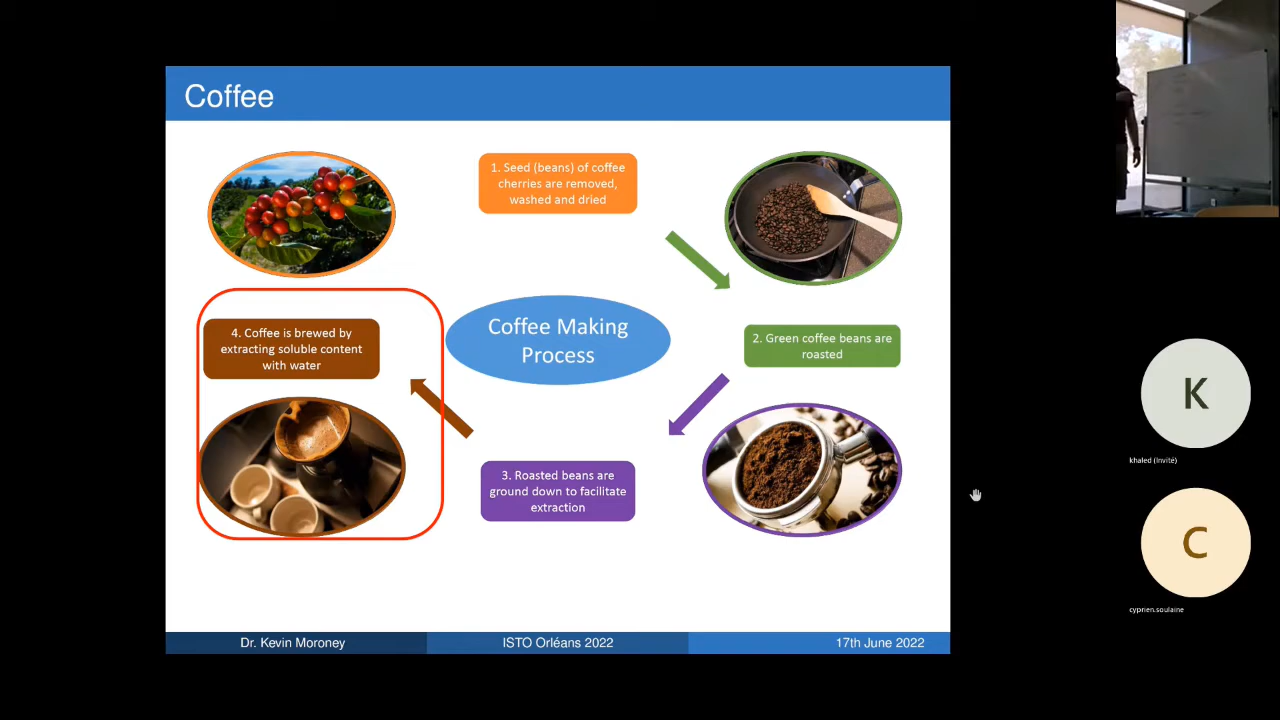 Coffee
1. Seed (beans) of coffee
cherries are removed,
washed and dried
2. Green coffee beans are
roasted
Coffee Making
Process
4. Coffee is brewed by
extracting soluble content
with water
3. Roasted beans are
ground down to facilitate
extraction
Dr. Kevin Moroney
ISTO Orléans 2022
17th June 2022
K
khaled (Invité)
C
cyprien.soulaine